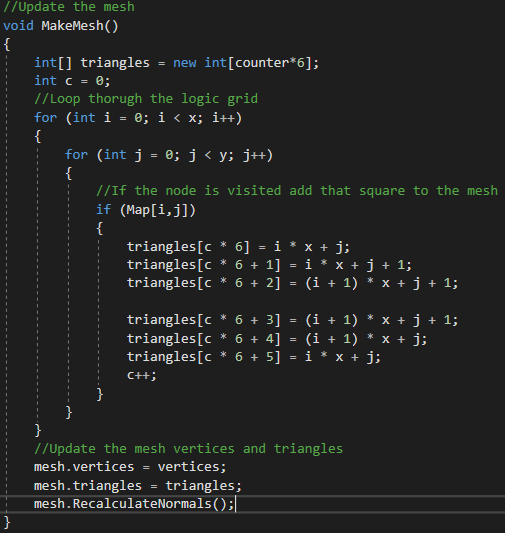 //Update the mesh
void MakeMesh()
{
int[] triangles = new int[counter*6];
int c = 0;
//Loop thorugh the logic grid
for (int i = 0; i < x; i++)
{
for (int j = 0; j < y; j++)
{
//If the node is visited add that square to the mesh
if (Map[i,j])
{
triangles[c * 6] = i * x + j;
triangles[c * 6 + 1] = i * x + j + 1;
triangles[c * 6 + 2] = (i + 1) * x + j + 1;
triangles[c * 6 + 3] = (i + 1) * x + j + 1;
triangles[c * 6 + 4] = (i + 1) * x + j;
triangles[c * 6 + 5] = i * x + j;
c++;
}
}
}
//Update the mesh vertices and triangles
mesh.vertices = vertices;
mesh.triangles = triangles;
mesh.RecalculateNormals();
}